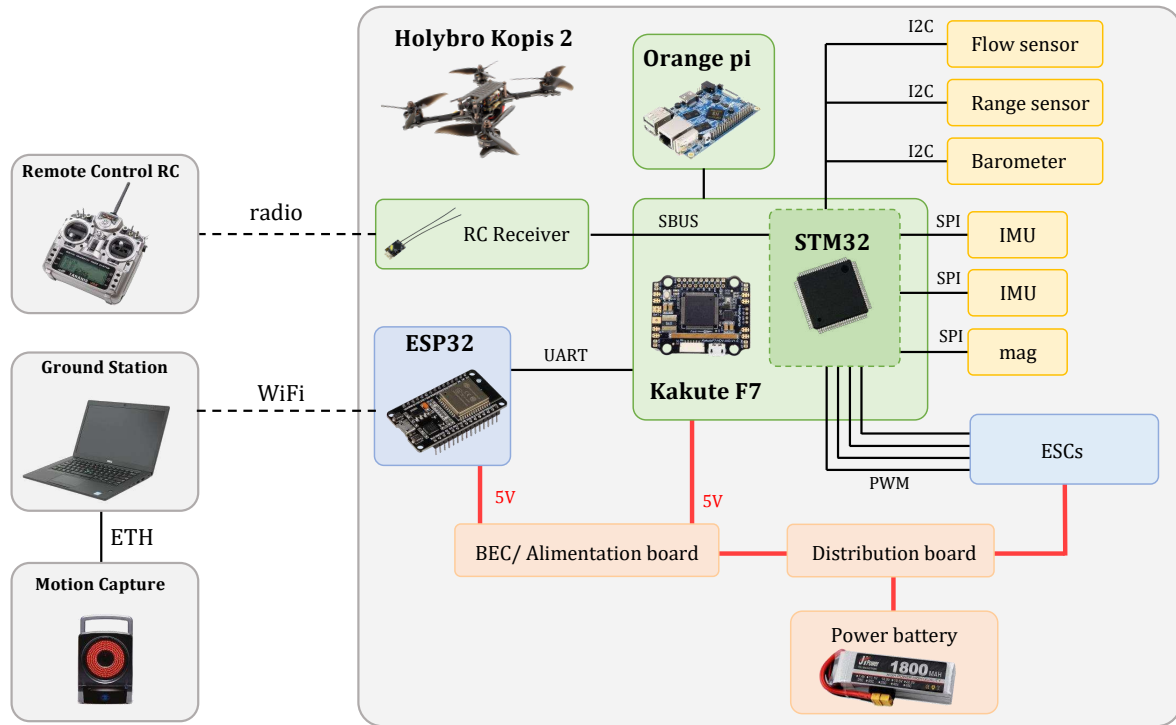 Holybro Kopis 2
Orange pi
I2C
Flow sensor
I2C
Range sensor
I2C
Barometer
Remote Control RC
radio
RC Receiver
SBUS
STM32
SPI
IMU
SPI
IMU
SPI
mag
Ground Station
WiFi
ESP32
UART
Kakute F7
ESCs
PWM
5V
5V
ETH
BEC/ Alimentation board
Distribution board
Motion Capture
Power battery
1800
MAH